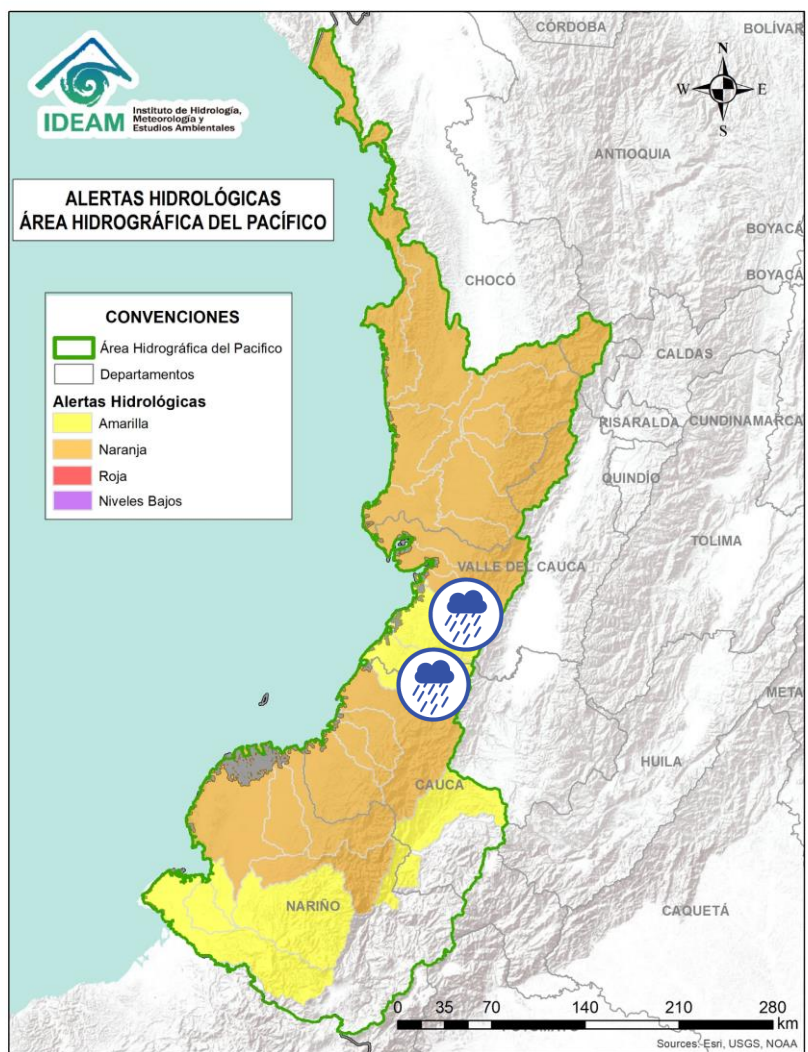 CÓRDOBA
BOLÍVAR
IDEAM
Instituto de Hidrología,
Meteorología y
Estudios Ambientales
N
W
E
S
ANTIOQUIA
ALERTAS HIDROLÓGICAS
ÁREA HIDROGRÁFICA DEL PACÍFICO
BOYACÁ
BOYACÁ
CHOCÓ
CONVENCIONES
Área Hidrográfica del Pacifico
Departamentos
Alertas Hidrológicas
Amarilla
Naranja
Roja
Niveles Bajos
CALDAS
RISARALDA
CUNDINAMARCA
QUINDÍO
TOLIMA
VALLE DEL CAUCA
META
HUILA
CAUCA
NARIÑO
CAQUETÁ
0 35 70 140 210 280
km
Sources: Esri, USGS, NOAA